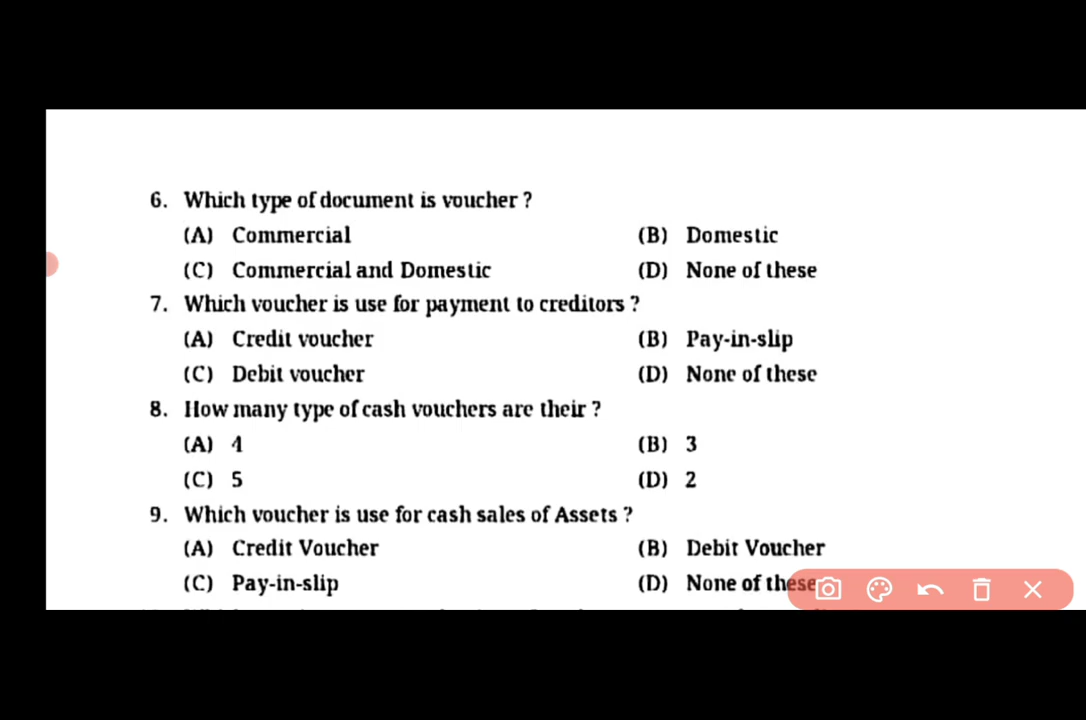 6. Which type of document is voucher ?
(A) Commercial (B) Domestic
(C) Commercial and Domestic (D) None of these
7. Which voucher is use for payment to creditors ?
(A) Credit voucher (B) Pay-in-slip
(C) Debit voucher (D) None of these
8. How many type of cash vouchers are their ?
(A) 4 (B) 3
(C) 5 (D) 2
9. Which voucher is use for cash sales of Assets ?
(A) Credit Voucher (B) Debit Voucher
(C) Pay-in-slip (D) None of these